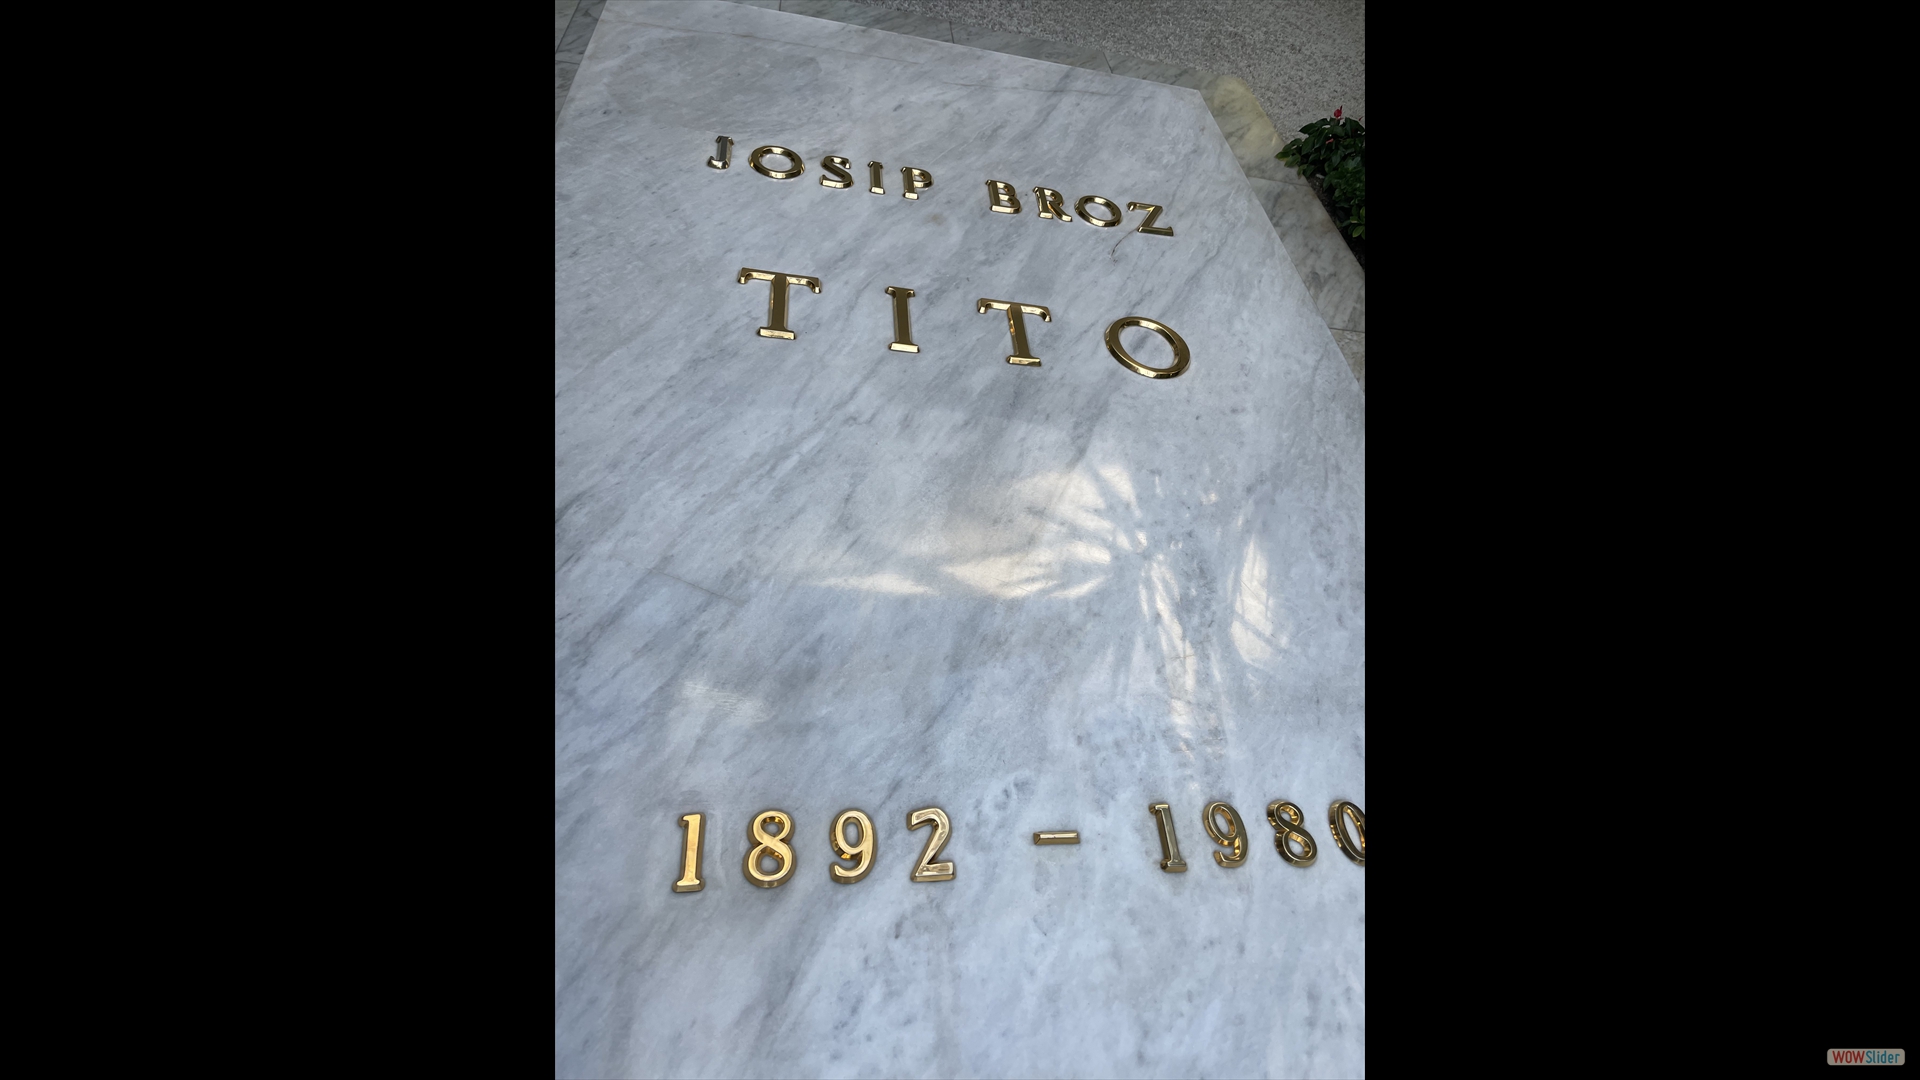 JOSIP BROZ
TITO
1892 - 1980
WOWSlider